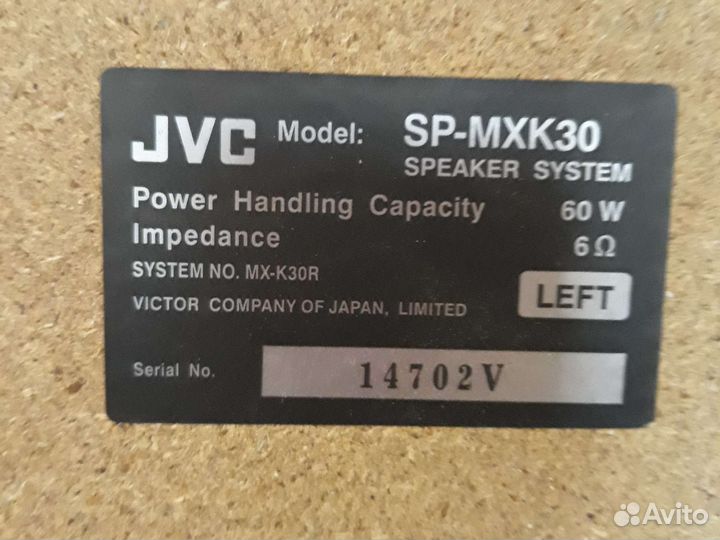 JVC Model: SP-MXK30
SPEAKER SYSTEM
Power Handling Capacity 60 W
Impedance 6 Ω
SYSTEM NO. MX-K30R
LEFT
VICTOR COMPANY OF JAPAN, LIMITED
Serial No. 14702V
Avito